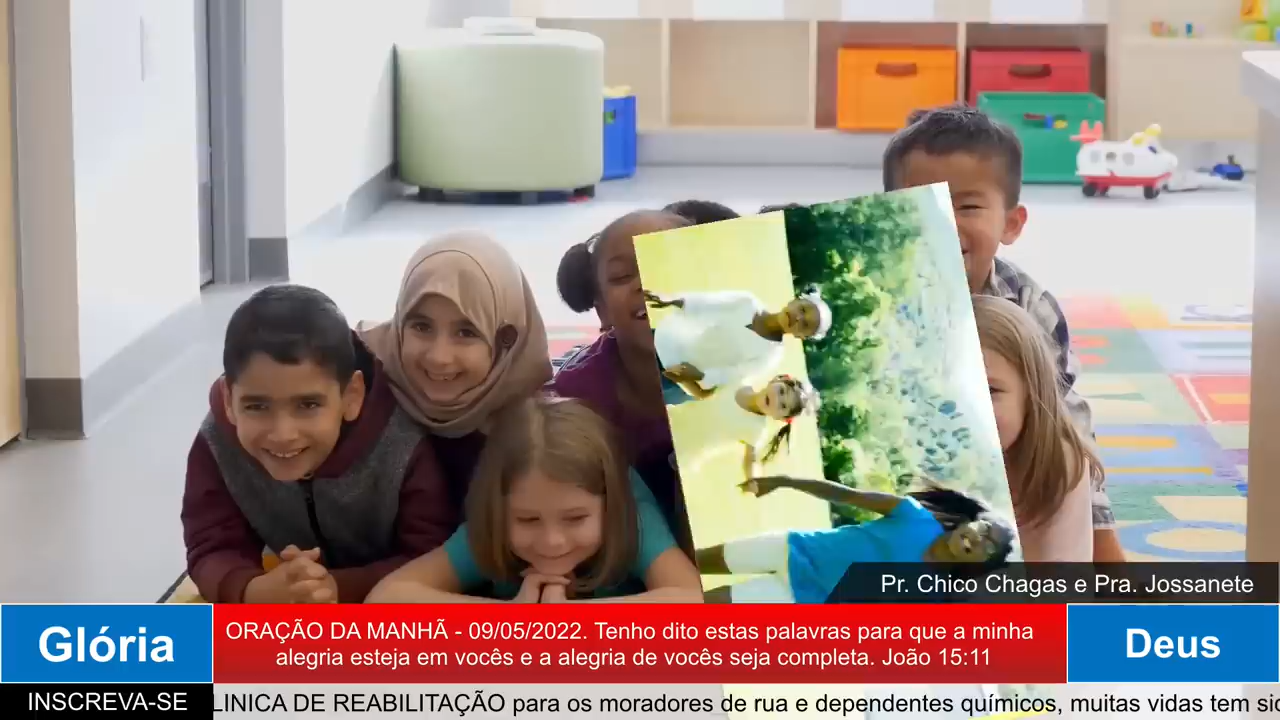 Pr. Chico Chagas e Pra. Jossanete
Glória
ORAÇÃO DA MANHÃ - 09/05/2022. Tenho dito estas palavras para que a minha
alegria esteja em vocês e a alegria de vocês seja completa. João 15:11
Deus
INSCREVA-SE
LINICA DE REABILITAÇÃO para os moradores de rua e dependentes químicos, muitas vidas tem